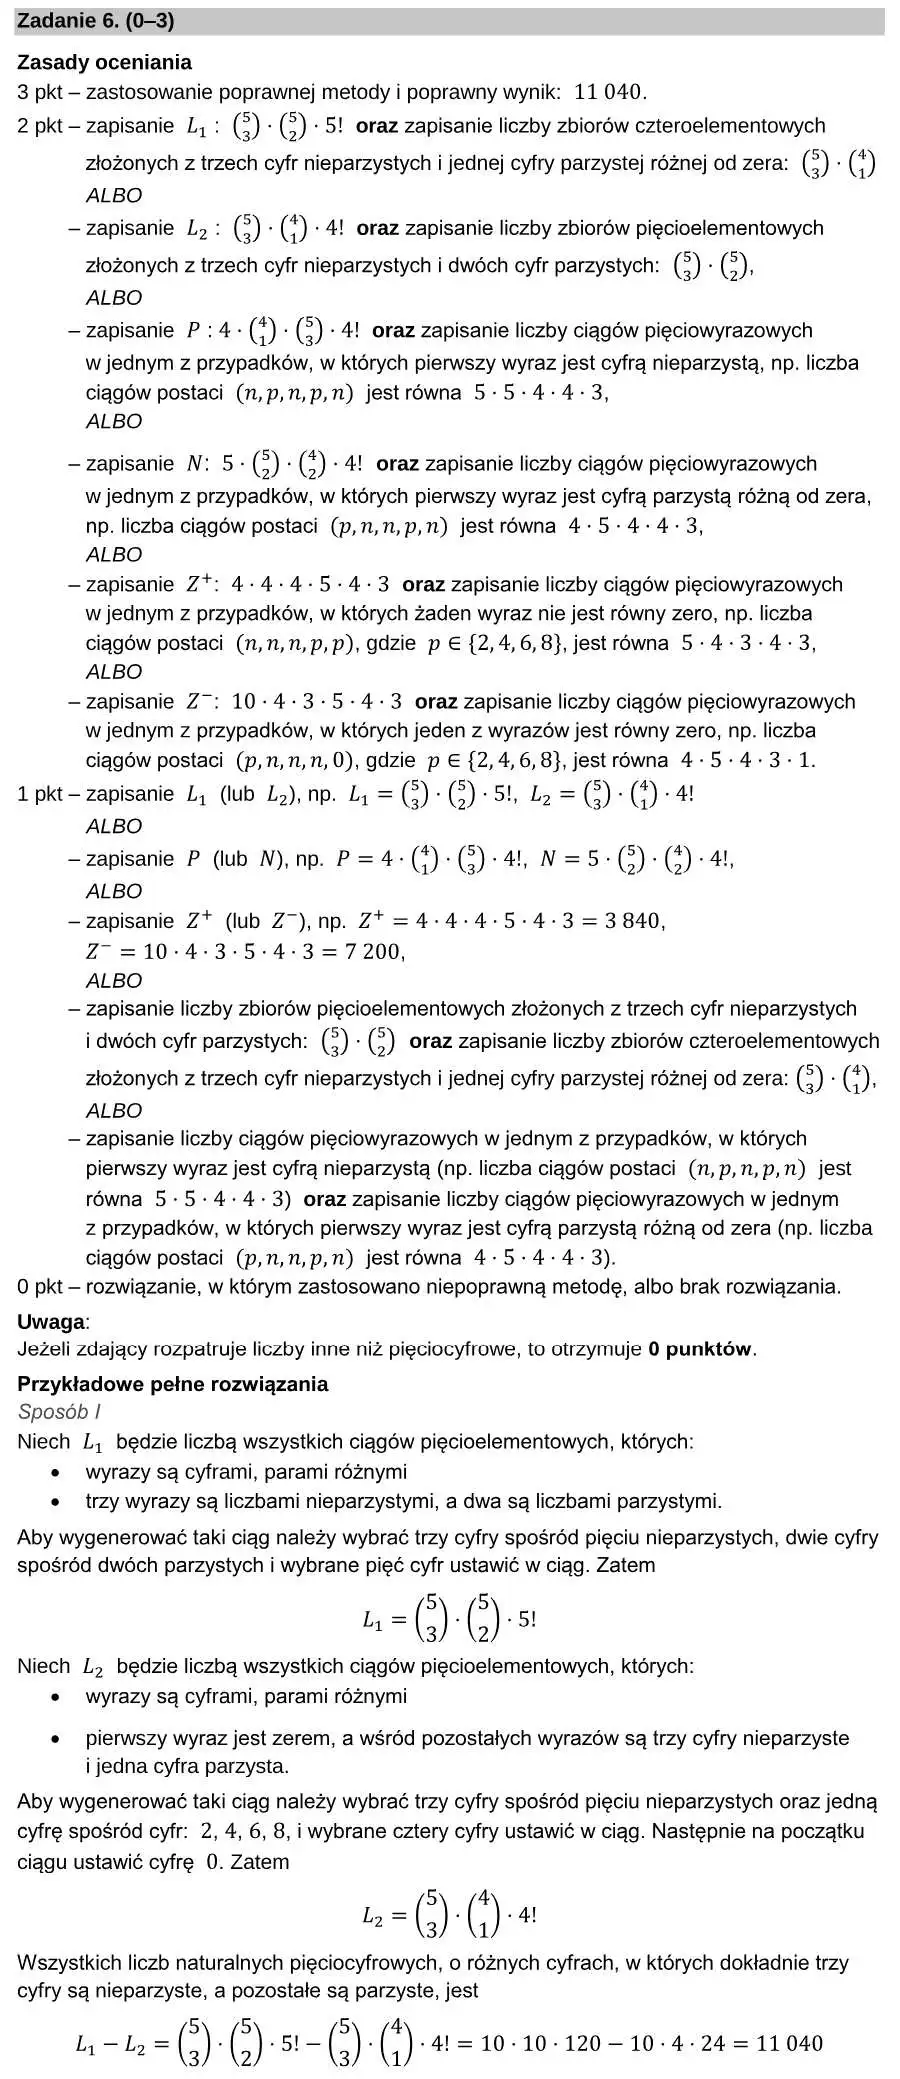 Zadanie 6. (0–3)
Zasady oceniania
3 pkt – zastosowanie poprawnej metody i poprawny wynik: 11 040.
2 pkt – zapisanie L₁ : (5 3) · (5 2) · 5! oraz zapisanie liczby zbiorów czteroelementowych
złożonych z trzech cyfr nieparzystych i jednej cyfry parzystej różnej od zera: (5 3) · (4 1)
ALBO
– zapisanie L₂ : (5 3) · (4 1) · 4! oraz zapisanie liczby zbiorów pięcioelementowych
złożonych z trzech cyfr nieparzystych i dwóch cyfr parzystych: (5 3) · (5 2),
ALBO
– zapisanie P : 4 · (4 1) · (5 3) · 4! oraz zapisanie liczby ciągów pięciowyrazowych
w jednym z przypadków, w których pierwszy wyraz jest cyfrą nieparzystą, np. liczba
ciągów postaci (n, p, n, p, n) jest równa 5 · 5 · 4 · 4 · 3,
ALBO
– zapisanie N: 5 · (5 2) · (4 2) · 4! oraz zapisanie liczby ciągów pięciowyrazowych
w jednym z przypadków, w których pierwszy wyraz jest cyfrą parzystą różną od zera,
np. liczba ciągów postaci (p, n, n, p, n) jest równa 4 · 5 · 4 · 4 · 3,
ALBO
– zapisanie Z⁺: 4 · 4 · 4 · 5 · 4 · 3 oraz zapisanie liczby ciągów pięciowyrazowych
w jednym z przypadków, w których żaden wyraz nie jest równy zero, np. liczba
ciągów postaci (n, n, n, p, p), gdzie p ∈ {2, 4, 6, 8}, jest równa 5 · 4 · 3 · 4 · 3,
ALBO
– zapisanie Z⁻: 10 · 4 · 3 · 5 · 4 · 3 oraz zapisanie liczby ciągów pięciowyrazowych
w jednym z przypadków, w których jeden z wyrazów jest równy zero, np. liczba
ciągów postaci (p, n, n, n, 0), gdzie p ∈ {2, 4, 6, 8}, jest równa 4 · 5 · 4 · 3 · 1.
1 pkt – zapisanie L₁ (lub L₂), np. L₁ = (5 3) · (5 2) · 5!, L₂ = (5 3) · (4 1) · 4!
ALBO
– zapisanie P (lub N), np. P = 4 · (4 1) · (5 3) · 4!, N = 5 · (5 2) · (4 2) · 4!,
ALBO
– zapisanie Z⁺ (lub Z⁻), np. Z⁺ = 4 · 4 · 4 · 5 · 4 · 3 = 3 840,
Z⁻ = 10 · 4 · 3 · 5 · 4 · 3 = 7 200,
ALBO
– zapisanie liczby zbiorów pięcioelementowych złożonych z trzech cyfr nieparzystych
i dwóch cyfr parzystych: (5 3) · (5 2) oraz zapisanie liczby zbiorów czteroelementowych
złożonych z trzech cyfr nieparzystych i jednej cyfry parzystej różnej od zera: (5 3) · (4 1),
ALBO
– zapisanie liczby ciągów pięciowyrazowych w jednym z przypadków, w których
pierwszy wyraz jest cyfrą nieparzystą (np. liczba ciągów postaci (n, p, n, p, n) jest
równa 5 · 5 · 4 · 4 · 3) oraz zapisanie liczby ciągów pięciowyrazowych w jednym
z przypadków, w których pierwszy wyraz jest cyfrą parzystą różną od zera (np. liczba
ciągów postaci (p, n, n, p, n) jest równa 4 · 5 · 4 · 4 · 3).
0 pkt – rozwiązanie, w którym zastosowano niepoprawną metodę, albo brak rozwiązania.
Uwaga:
Jeżeli zdający rozpatruje liczby inne niż pięciocyfrowe, to otrzymuje 0 punktów.
Przykładowe pełne rozwiązania
Sposób I
Niech L₁ będzie liczbą wszystkich ciągów pięcioelementowych, których:
• wyrazy są cyframi, parami różnymi
• trzy wyrazy są liczbami nieparzystymi, a dwa są liczbami parzystymi.
Aby wygenerować taki ciąg należy wybrać trzy cyfry spośród pięciu nieparzystych, dwie cyfry
spośród dwóch parzystych i wybrane pięć cyfr ustawić w ciąg. Zatem
L₁ = (5 3) · (5 2) · 5!
Niech L₂ będzie liczbą wszystkich ciągów pięcioelementowych, których:
• wyrazy są cyframi, parami różnymi
• pierwszy wyraz jest zerem, a wśród pozostałych wyrazów są trzy cyfry nieparzyste
i jedna cyfra parzysta.
Aby wygenerować taki ciąg należy wybrać trzy cyfry spośród pięciu nieparzystych oraz jedną
cyfrę spośród cyfr: 2, 4, 6, 8, i wybrane cztery cyfry ustawić w ciąg. Następnie na początku
ciągu ustawić cyfrę 0. Zatem
L₂ = (5 3) · (4 1) · 4!
Wszystkich liczb naturalnych pięciocyfrowych, o różnych cyfrach, w których dokładnie trzy
cyfry są nieparzyste, a pozostałe są parzyste, jest
L₁ − L₂ = (5 3) · (5 2) · 5! − (5 3) · (4 1) · 4! = 10 · 10 · 120 − 10 · 4 · 24 = 11 040